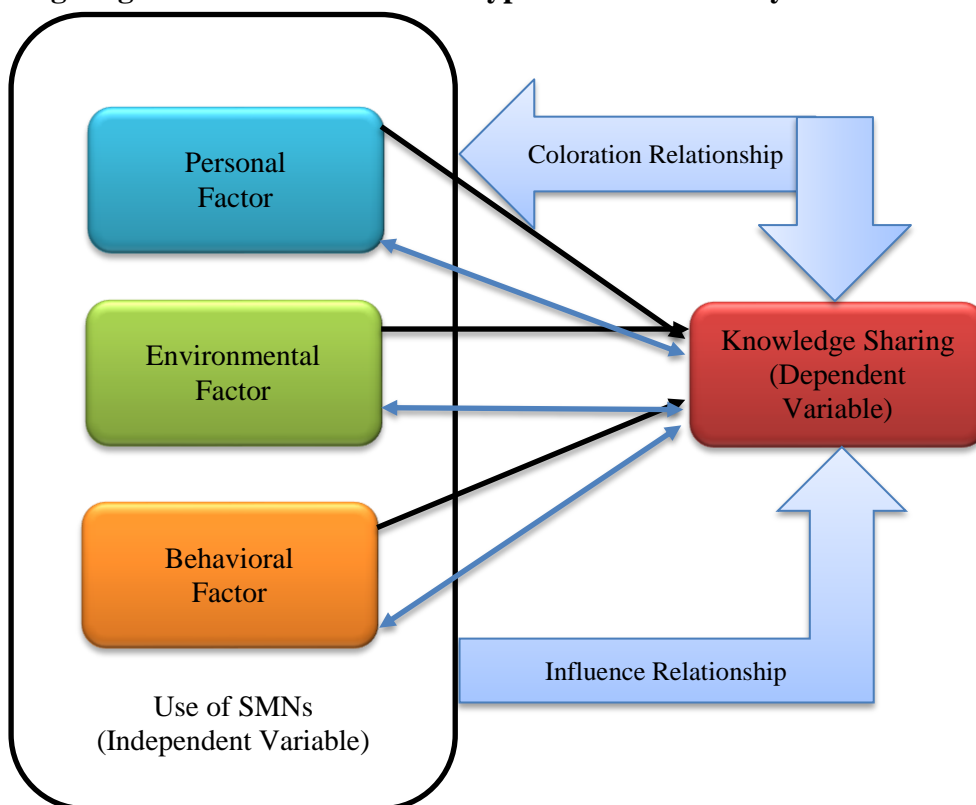 Personal
Factor
Coloration Relationship
Environmental
Factor
Knowledge Sharing
(Dependent
Variable)
Behavioral
Factor
Influence Relationship
Use of SMNs
(Independent Variable)